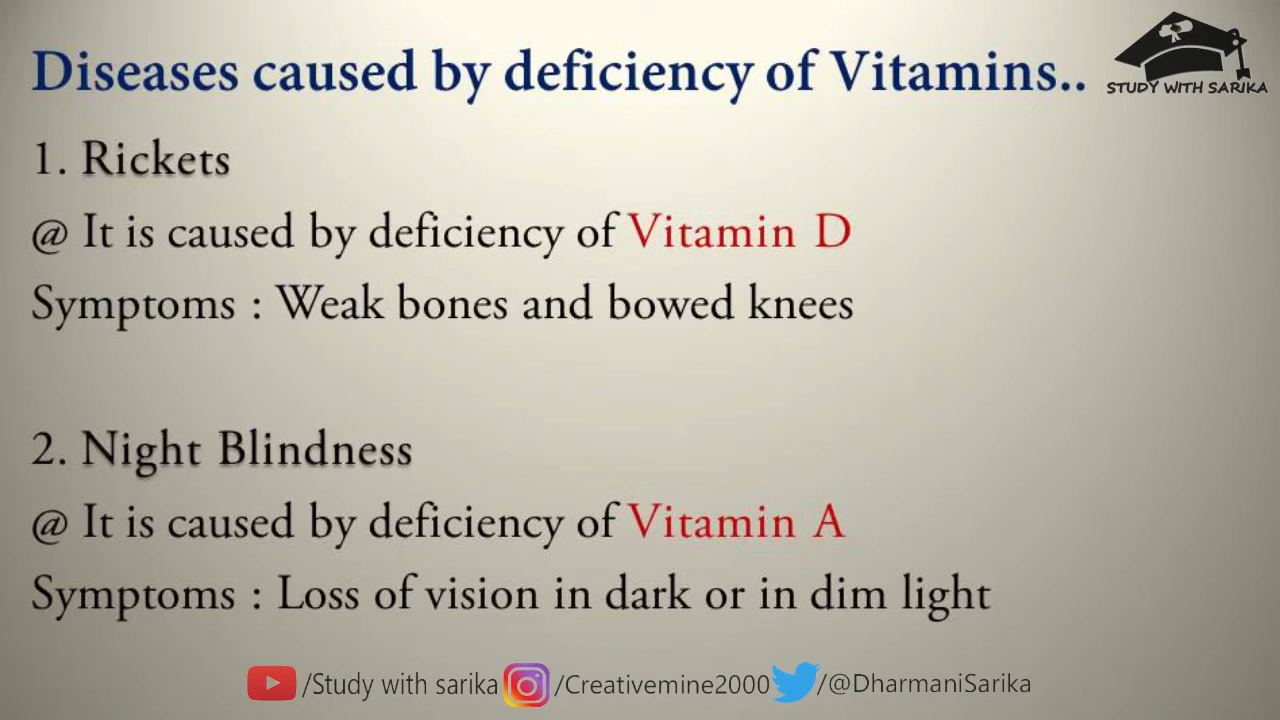 Diseases caused by deficiency of Vitamins..
STUDY WITH SARIKA
1. Rickets
@ It is caused by deficiency of Vitamin D
Symptoms : Weak bones and bowed knees
2. Night Blindness
@ It is caused by deficiency of Vitamin A
Symptoms : Loss of vision in dark or in dim light
/Study with sarika /Creativemine2000 /@DharmaniSarika